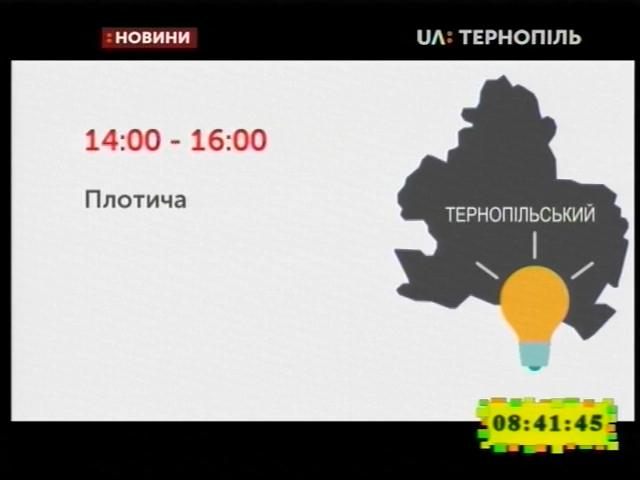 :НОВИНИ
UA: ТЕРНОПІЛЬ
14:00 - 16:00
Плотича
ТЕРНОПІЛЬСЬКИЙ
08:41:45